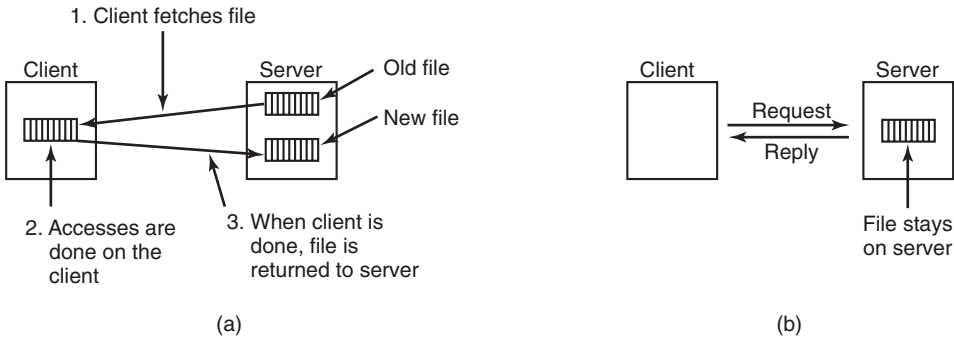 1. Client fetches file
Client
Server
Old file
New file
2. Accesses are
done on the
client
3. When client is
done, file is
returned to server
(a)
Client
Server
Request
Reply
File stays
on server
(b)